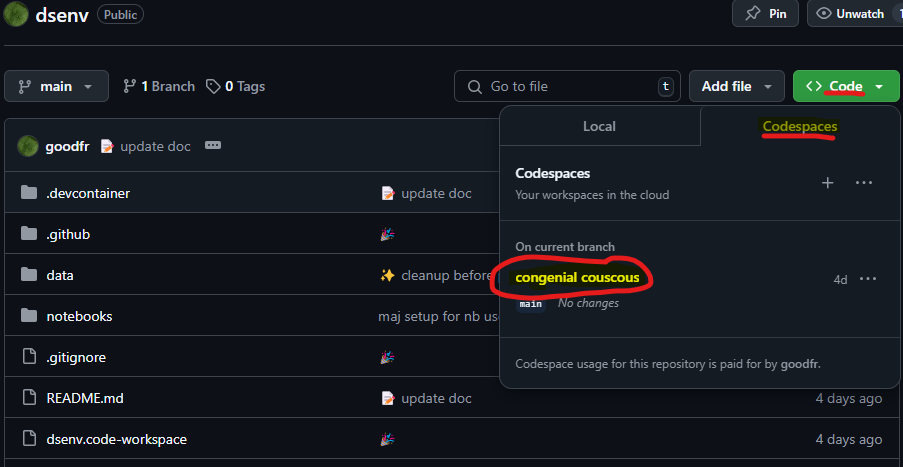 dsenv Public Pin Unwatch 1
main 1 Branch 0 Tags Go to file t Add file Code
Local Codespaces
Codespaces
Your workspaces in the cloud
On current branch
congenial couscous 4d
main No changes
Codespace usage for this repository is paid for by goodfr.
goodfr update doc
.devcontainer update doc
.github
data cleanup before
notebooks maj setup for nb us
.gitignore
README.md update doc 4 days ago
dsenv.code-workspace 4 days ago